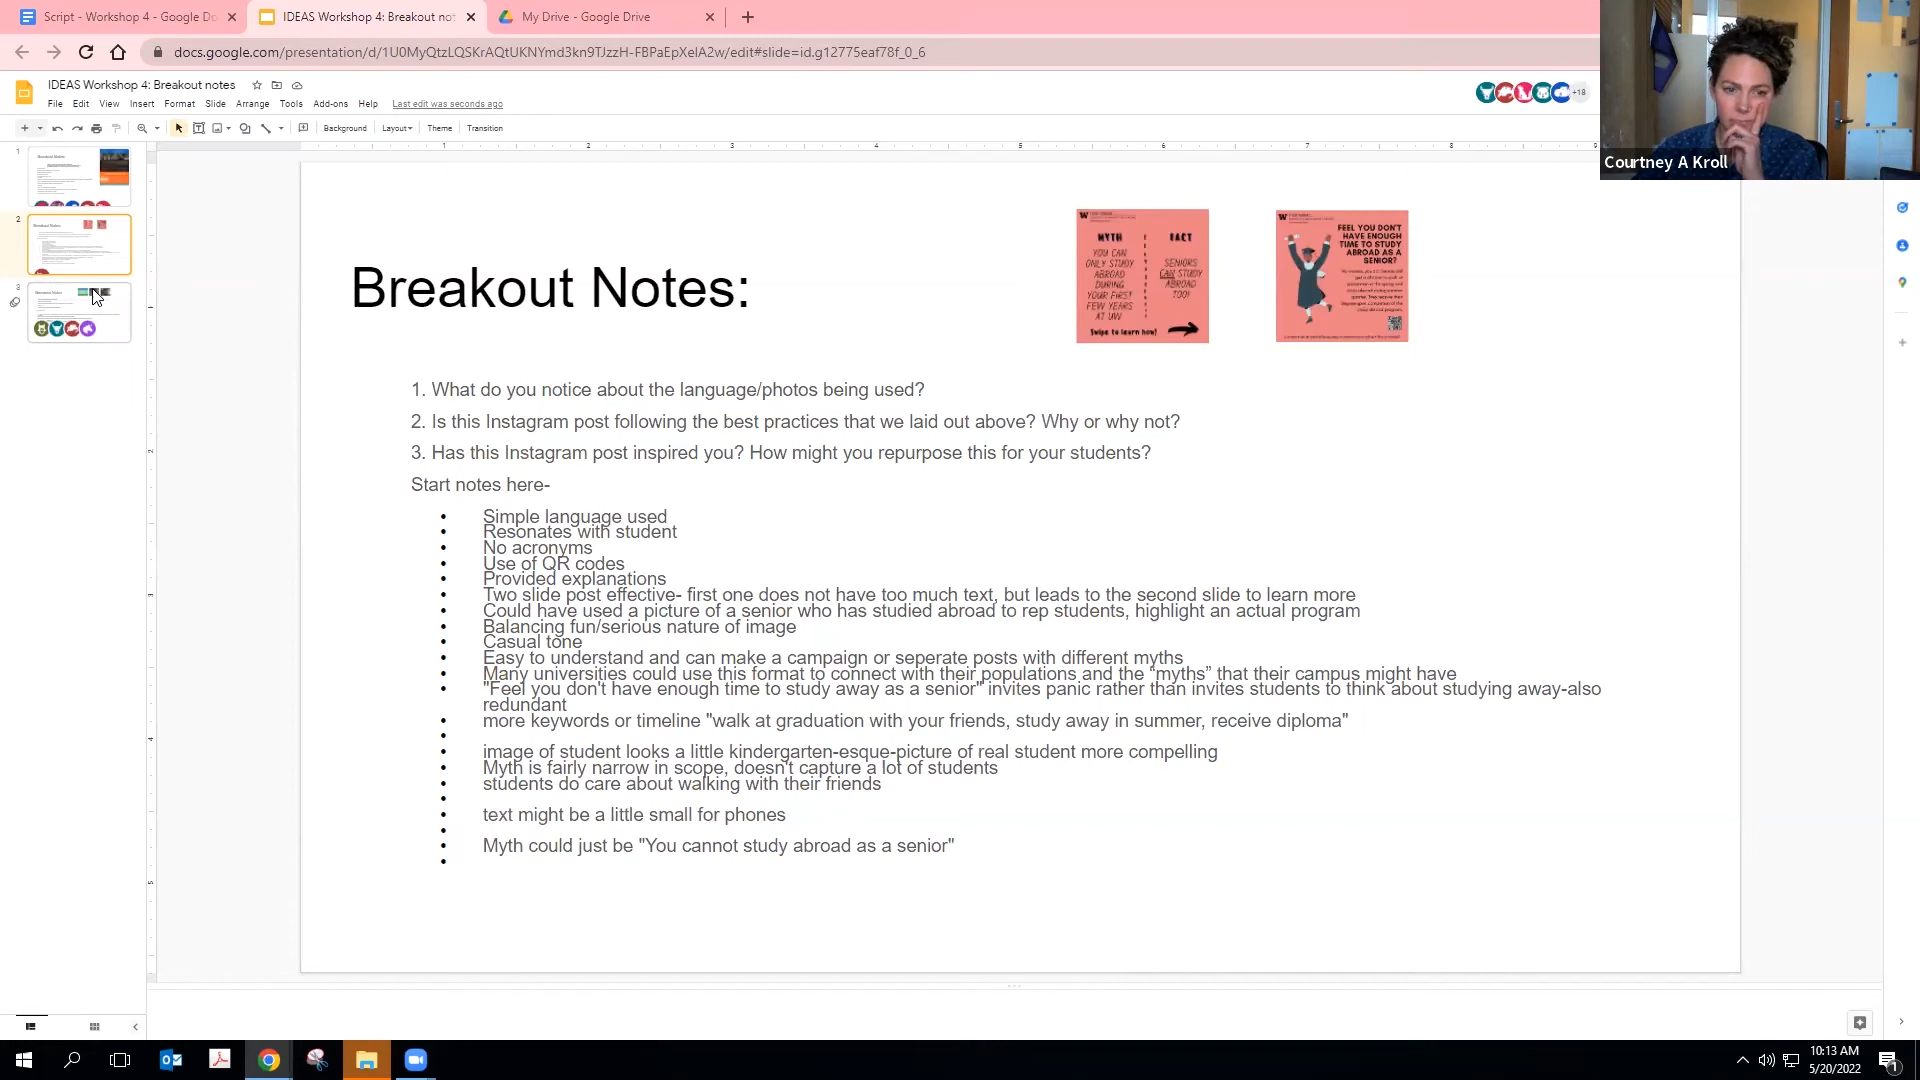 Script - Workshop 4 - Google Do
IDEAS Workshop 4: Breakout not
My Drive - Google Drive
docs.google.com/presentation/d/1U0MyQtzLQSKrAQtUKNYmd3kn9TJzzH-FBPaEpXeIA2w/edit#slide=id.g12775eaf78f_0_6
IDEAS Workshop 4: Breakout notes
+18
File Edit View Insert Format Slide Arrange Tools Add-ons Help Last edit was seconds ago
Background Layout Theme Transition
Courtney A Kroll
1
2
3
W
MYTH
FACT
YOU CAN
ONLY STUDY
ABROAD
DURING
YOUR FIRST
FEW YEARS
AT UW
SENIORS
CAN STUDY
ABROAD
TOO!
Swipe to learn how!
W
FEEL YOU DON'T
HAVE ENOUGH
TIME TO STUDY
ABROAD AS A
SENIOR?
Breakout Notes:
1. What do you notice about the language/photos being used?
2. Is this Instagram post following the best practices that we laid out above? Why or why not?
3. Has this Instagram post inspired you? How might you repurpose this for your students?
Start notes here-
• Simple language used
• Resonates with student
• No acronyms
• Use of QR codes
• Provided explanations
• Two slide post effective- first one does not have too much text, but leads to the second slide to learn more
• Could have used a picture of a senior who has studied abroad to rep students, highlight an actual program
• Balancing fun/serious nature of image
• Casual tone
• Easy to understand and can make a campaign or seperate posts with different myths
• Many universities could use this format to connect with their populations and the “myths” that their campus might have
• "Feel you don't have enough time to study away as a senior" invites panic rather than invites students to think about studying away-also
redundant
• more keywords or timeline "walk at graduation with your friends, study away in summer, receive diploma"
•
• image of student looks a little kindergarten-esque-picture of real student more compelling
• Myth is fairly narrow in scope, doesn't capture a lot of students
• students do care about walking with their friends
•
• text might be a little small for phones
•
• Myth could just be "You cannot study abroad as a senior"
•
10:13 AM
5/20/2022
1